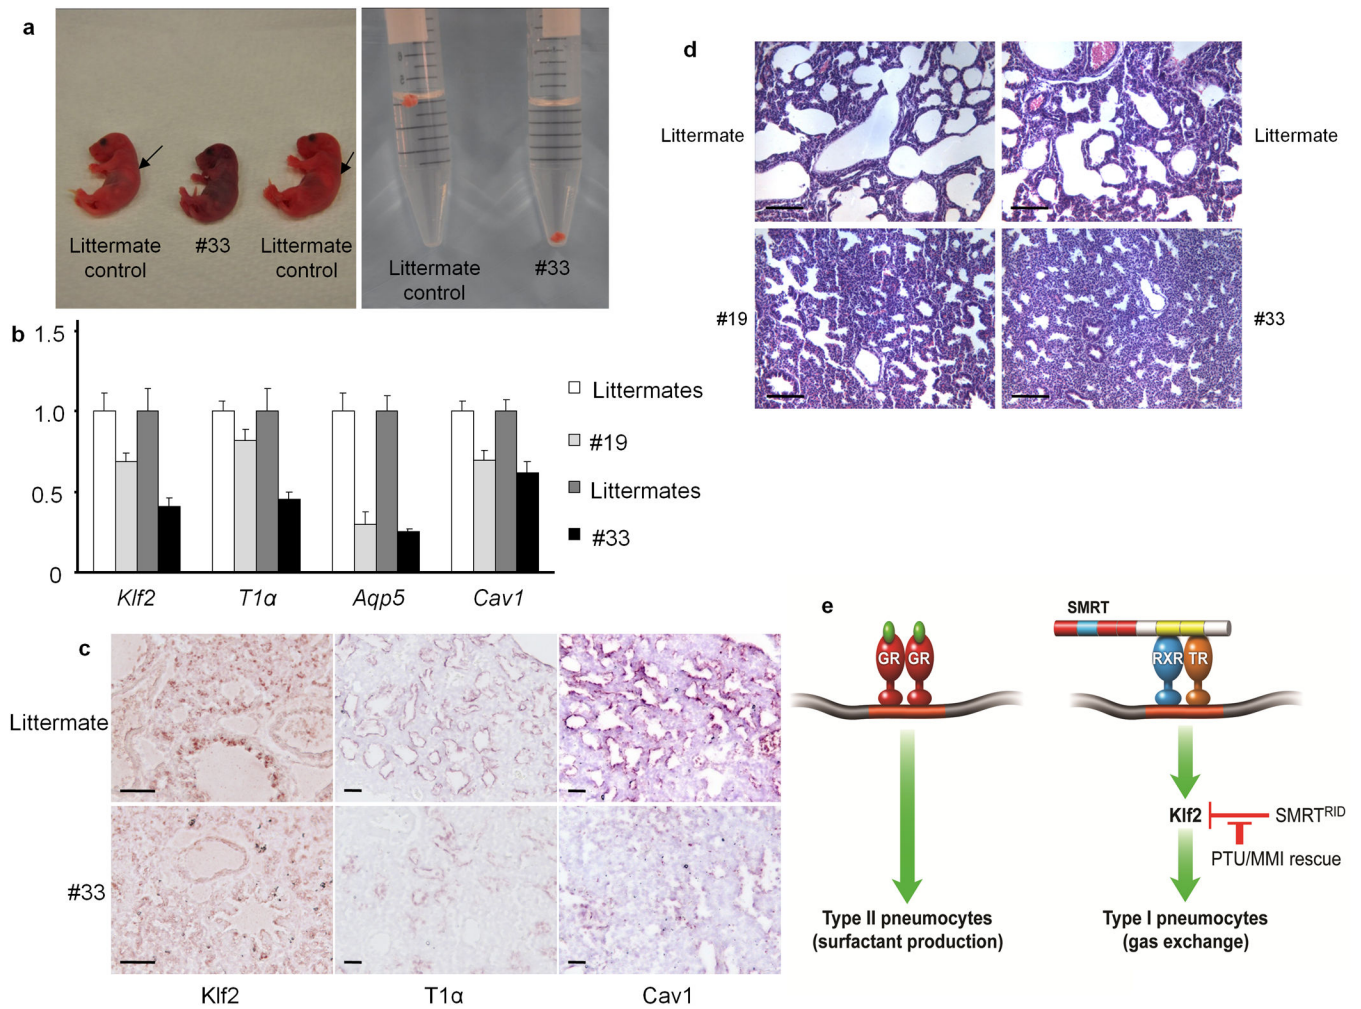 a
Littermate
control
#33
Littermate
control
Littermate
control
#33
b
1.5
1.0
0.5
0
Klf2
T1α
Aqp5
Cav1
Littermates
#19
Littermates
#33
c
Littermate
#33
Klf2
T1α
Cav1
d
Littermate
Littermate
#19
#33
e
SMRT
GR GR
RXR TR
Klf2
SMRTRID
PTU/MMI rescue
Type II pneumocytes
(surfactant production)
Type I pneumocytes
(gas exchange)